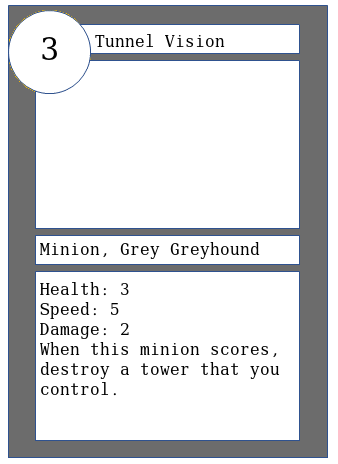 3
Tunnel Vision
Minion, Grey Greyhound
Health: 3
Speed: 5
Damage: 2
When this minion scores,
destroy a tower that you
control.